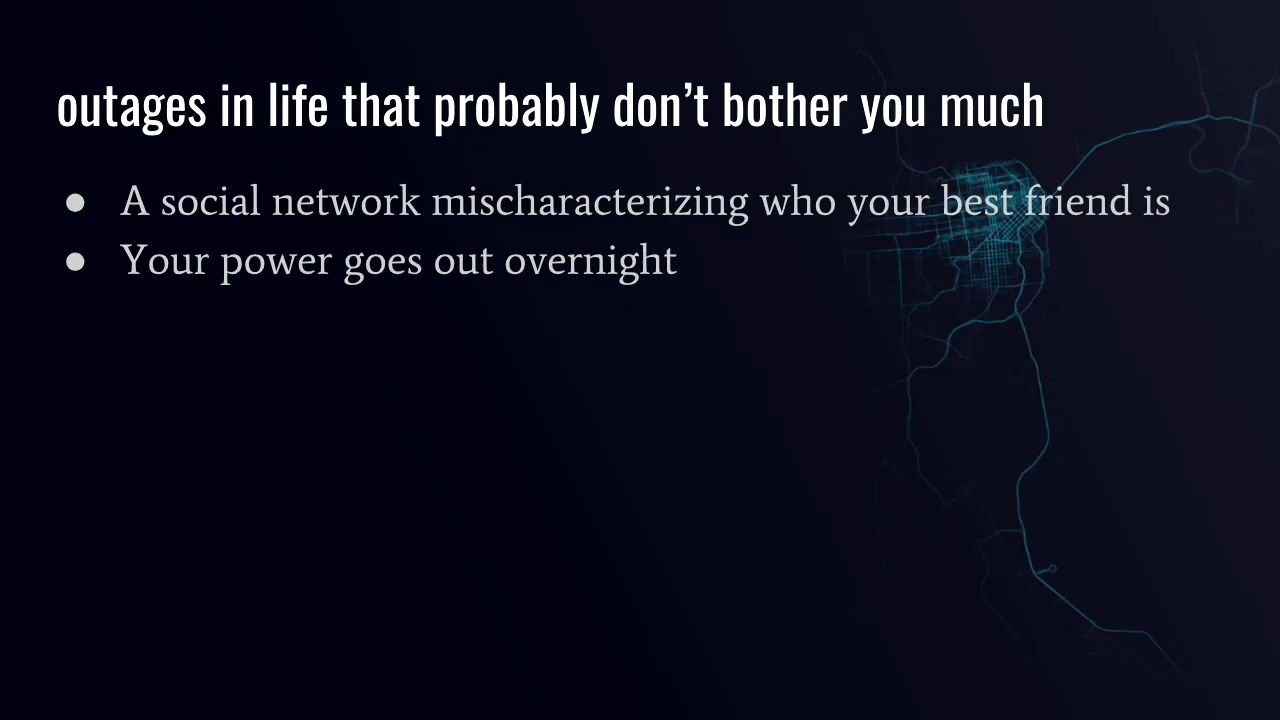 outages in life that probably don’t bother you much
● A social network mischaracterizing who your best friend is
● Your power goes out overnight